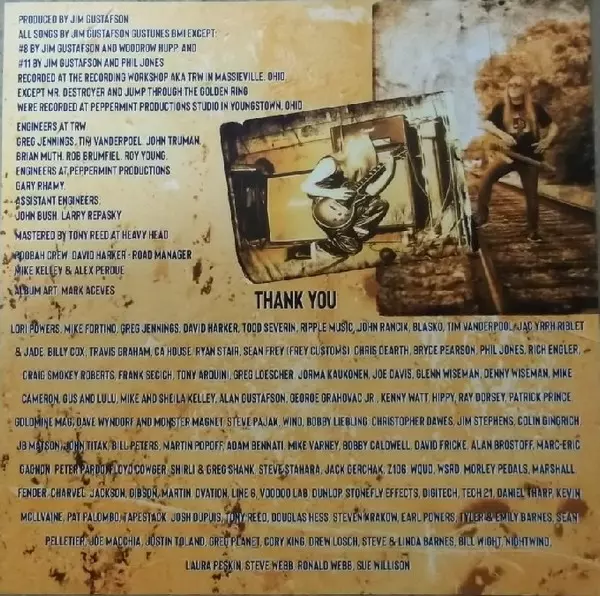 PRODUCED BY JIM GUSTAFSON
ALL SONGS BY JIM GUSTAFSON GUSTUNES BMI EXCEPT:
#8 BY JIM GUSTAFSON AND WOODROW HUPP. AND
#11 BY JIM GUSTAFSON AND PHIL JONES
RECORDED AT THE RECORDING WORKSHOP AKA TRW IN MASSIEVILLE, OHIO.
EXCEPT MR. DESTROYER AND JUMP THROUGH THE GOLDEN RING
WERE RECORDED AT PEPPERMINT PRODUCTIONS STUDIO IN YOUNGSTOWN, OHIO
ENGINEERS AT TRW
GREG JENNINGS, TIM VANDERPOEL. JOHN TRUMAN.
BRIAN MUTH. ROB BRUMFIEL. ROY YOUNG.
ENGINEERS AT PEPPERMINT PRODUCTIONS
GARY RHAMY.
ASSISTANT ENGINEERS.
JOHN BUSH. LARRY REPASKY
MASTERED BY TONY REED AT HEAVY HEAD
POOBAH CREW. DAVID HARKER - ROAD MANAGER
MIKE KELLEY & ALEX PERDUE
ALBUM ART. MARK ACEVES
THANK YOU
LORI POWERS, MIKE FORTINO, GREG JENNINGS, DAVID HARKER, TODD SEVERIN, RIPPLE MUSIC, JOHN RANCIK, BLASKO, TIM VANDERPOOL, JAC YRRH RIBLET
& JADE. BILLY COX, TRAVIS GRAHAM, CA HOUSE, RYAN STAIR, SEAN FREY (FREY CUSTOMS) CHRIS DEARTH, BRYCE PEARSON, PHIL JONES, RICH ENGLER,
CRAIG SMOKEY ROBERTS, FRANK SECICH, TONY ARQUINI, GREG LOESCHER, JORMA KAUKONEN, JOE DAVIS, GLENN WISEMAN, DENNY WISEMAN, MIKE
CAMERON, GUS AND LULU, MIKE AND SHEILA KELLEY, ALAN GUSTAFSON, GEORGE GRAHOVAC JR., KENNY WATT, HIPPY, RAY DORSEY, PATRICK PRINCE.
GOLDMINE MAG, DAVE WYNDORF AND MONSTER MAGNET, STEVE PAJAK, WIND, BOBBY LIEBLING, CHRISTOPHER DAWES, JIM STEPHENS, COLIN GINGRICH,
JB MATSON, JOHN TITAK, BILL PETERS, MARTIN POPOFF, ADAM BENNATI, MIKE VARNEY, BOBBY CALDWELL, DAVID FRICKE, ALAN BROSTOFF, MARC-ERIC
GAGNON, PETER PARDO, FLOYD COWGER, SHIRLI & GREG SHANK, STEVE STAHARA, JACK GERCHAK, Z106, WQUD, WSRD, MORLEY PEDALS, MARSHALL,
FENDER-CHARVEL, JACKSON, GIBSON, MARTIN, OVATION, LINE 6, VOODOO LAB, DUNLOP, STONEFLY EFFECTS, DIGITECH, TECH 21, DANIEL THARP, KEVIN
MCILVAINE, PAT PALOMBO, TAPESTACK, JOSH DUPUIS, TONY REED, DOUGLAS HESS, STEVEN KRAKOW, EARL POWERS, TYLER & EMILY BARNES, SEAN
PELLETIER, JOE MACCHIA, JUSTIN TOLAND, GREG PLANET, CORY KING, DREW LOSCH, STEVE & LINDA BARNES, BILL WIGHT, NIGHTWIND,
LAURA PESKIN, STEVE WEBB, RONALD WEBB, SUE WILLISON